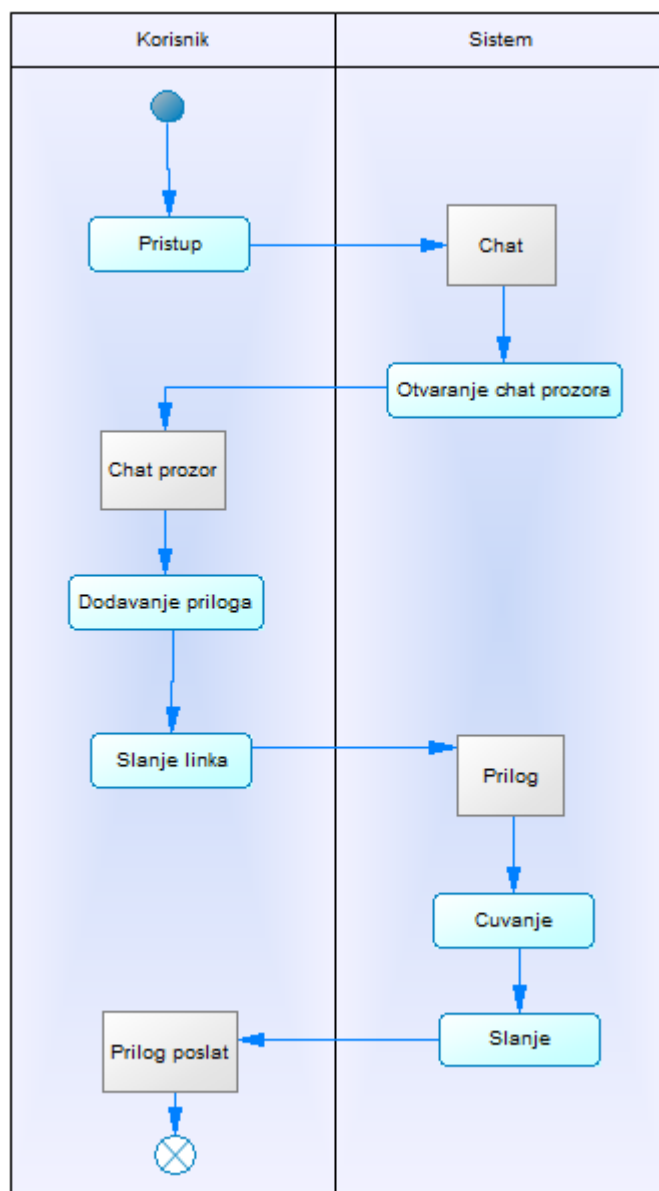 Korisnik
Sistem
Pristup
Chat
Otvaranje chat prozora
Chat prozor
Dodavanje priloga
Slanje linka
Prilog
Cuvanje
Slanje
Prilog poslat